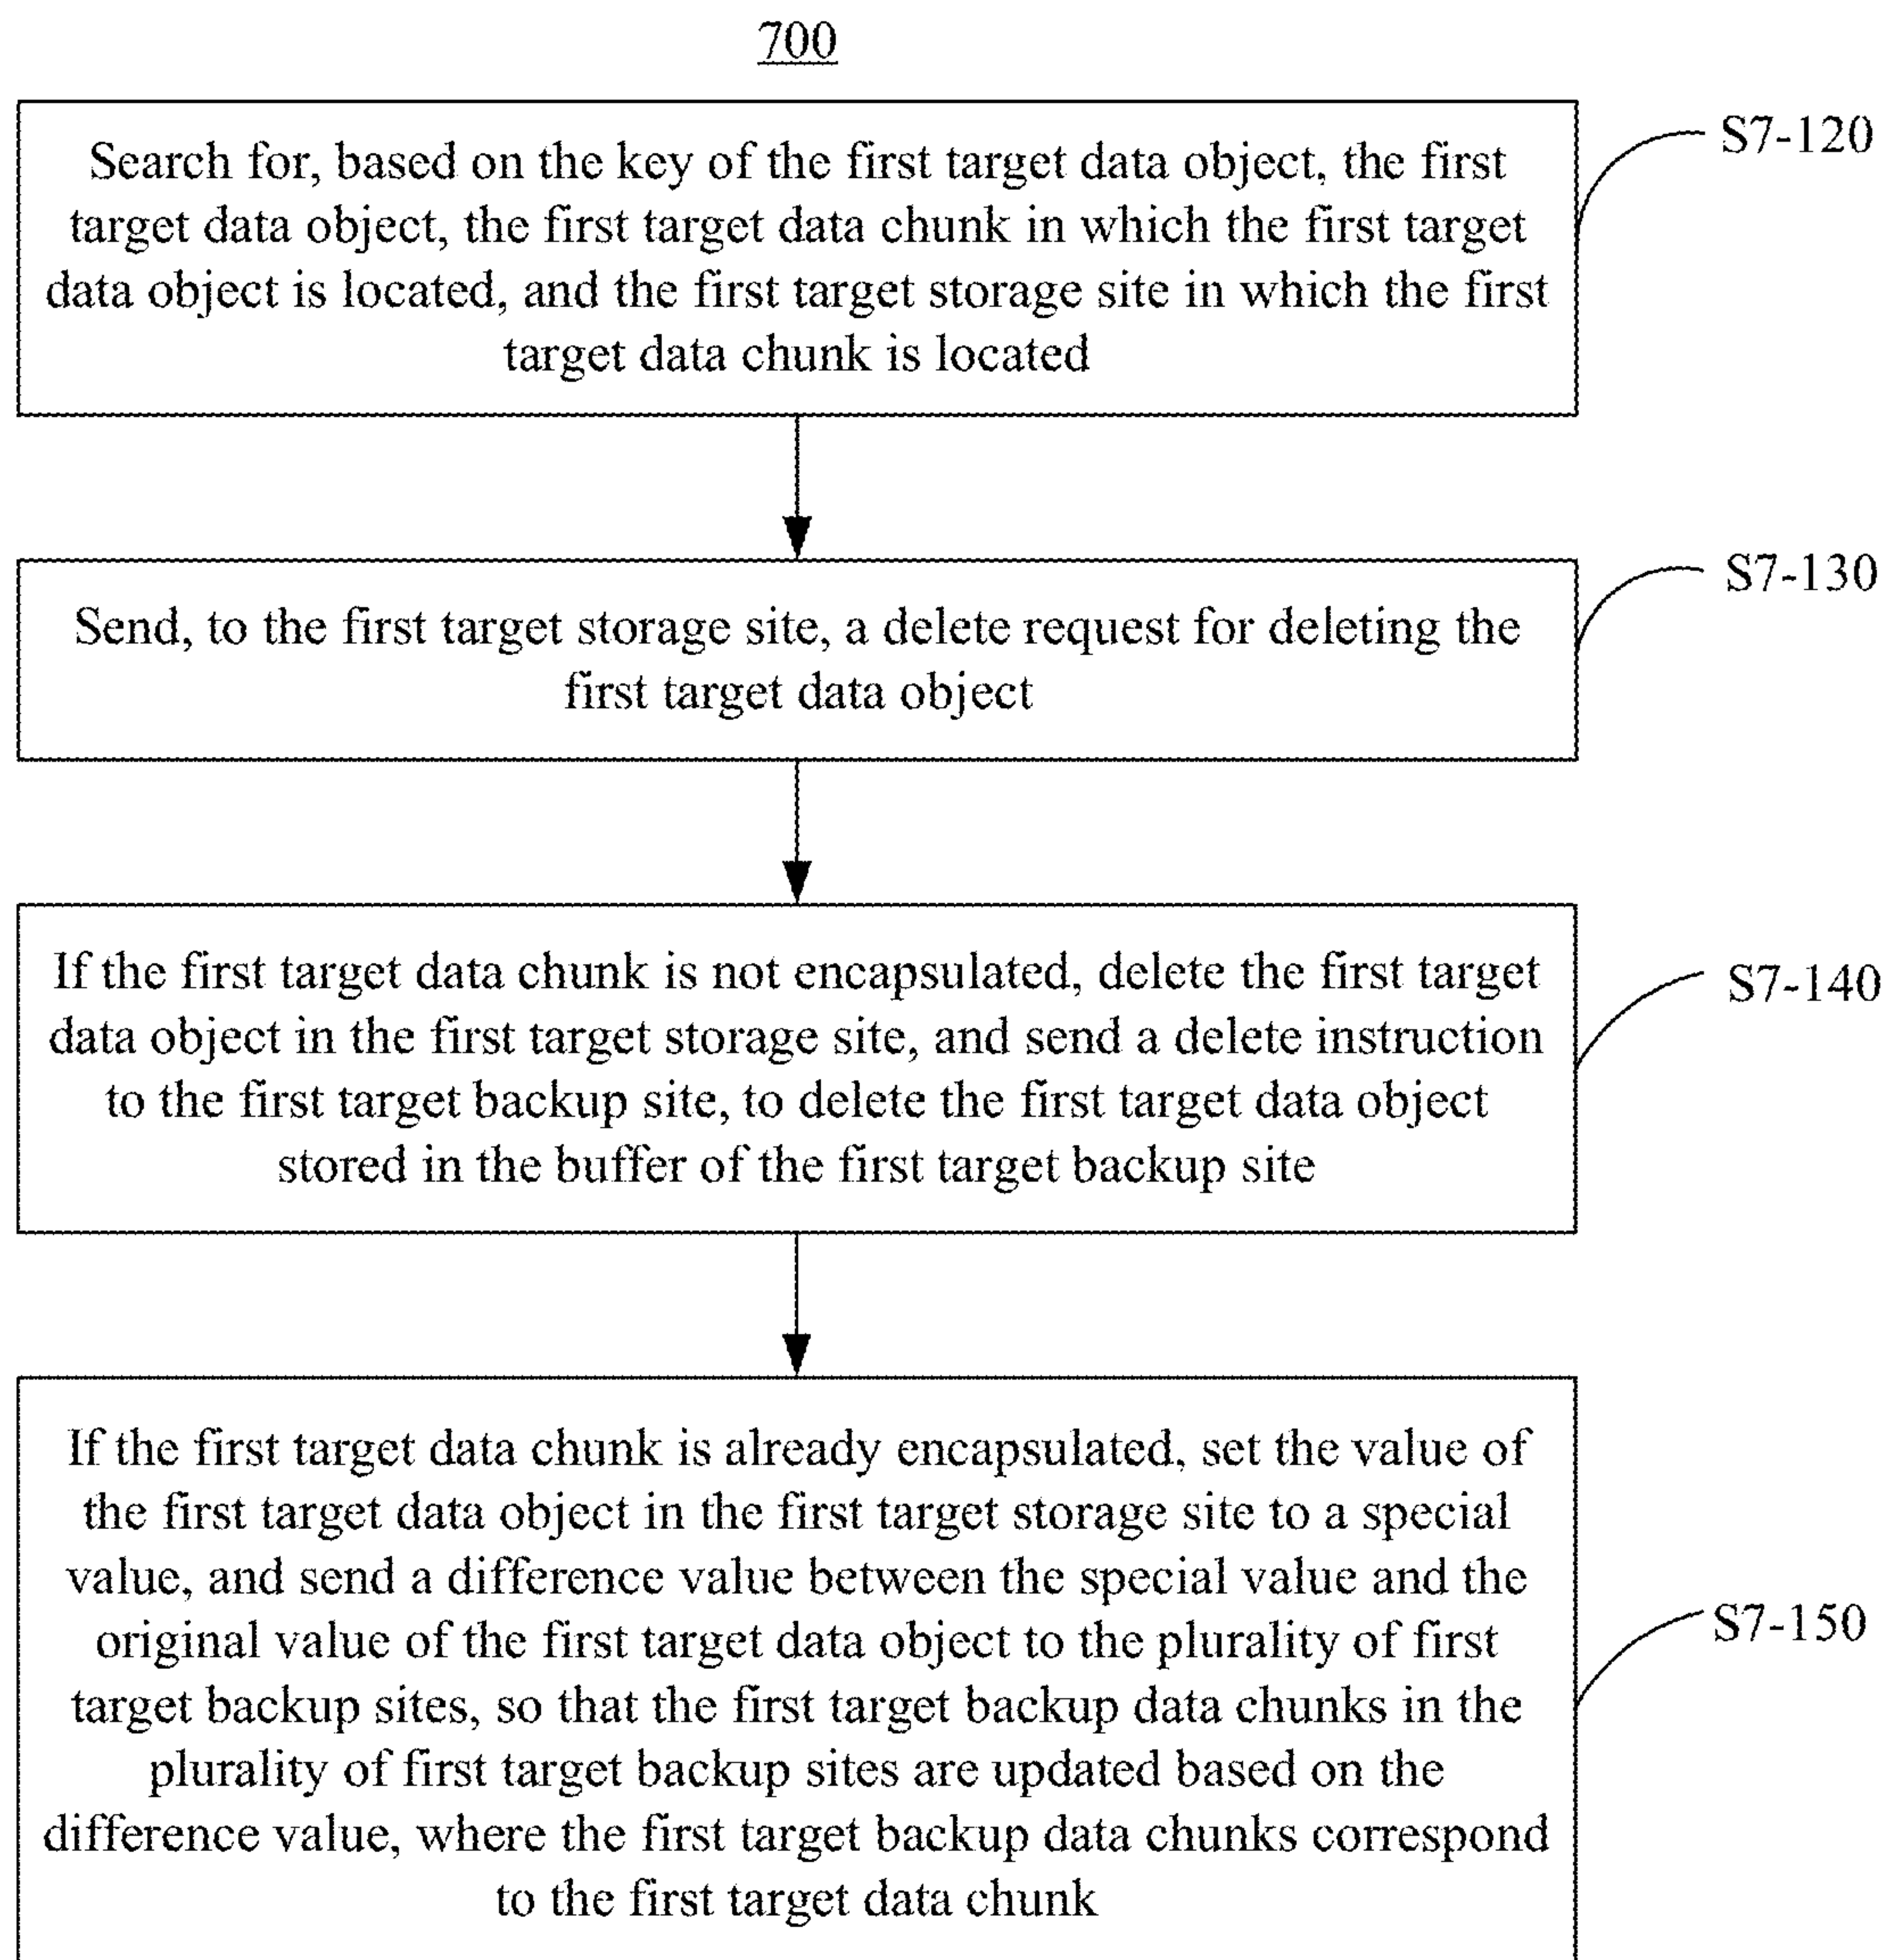 700
Search for, based on the key of the first target data object, the first
target data object, the first target data chunk in which the first target
data object is located, and the first target storage site in which the first
target data chunk is located
S7-120
Send, to the first target storage site, a delete request for deleting the
first target data object
S7-130
If the first target data chunk is not encapsulated, delete the first target
data object in the first target storage site, and send a delete instruction
to the first target backup site, to delete the first target data object
stored in the buffer of the first target backup site
S7-140
If the first target data chunk is already encapsulated, set the value of
the first target data object in the first target storage site to a special
value, and send a difference value between the special value and the
original value of the first target data object to the plurality of first
target backup sites, so that the first target backup data chunks in the
plurality of first target backup sites are updated based on the
difference value, where the first target backup data chunks correspond
to the first target data chunk
S7-150